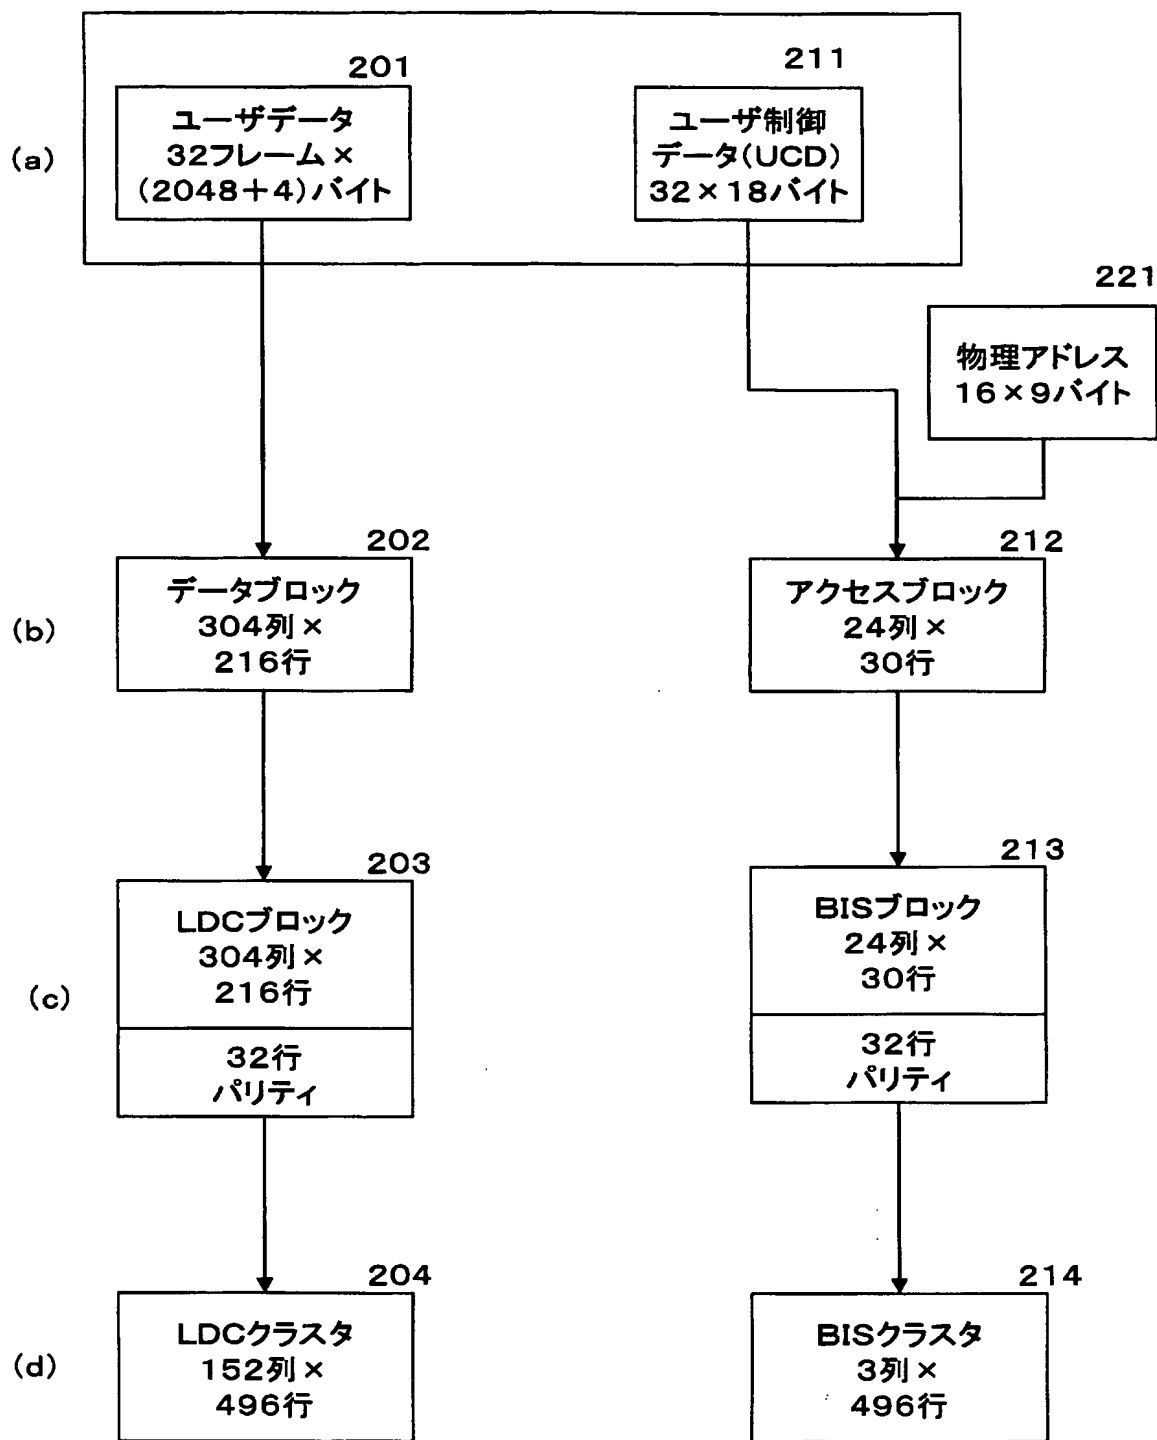 (a)
201
ユーザデータ
32フレーム×
(2048+4)バイト
211
ユーザ制御
データ(UCD)
32×18バイト
221
物理アドレス
16×9バイト
(b)
202
データブロック
304列×
216行
212
アクセスブロック
24列×
30行
(c)
203
LDCブロック
304列×
216行
32行
パリティ
213
BISブロック
24列×
30行
32行
パリティ
(d)
204
LDCクラスタ
152列×
496行
214
BISクラスタ
3列×
496行